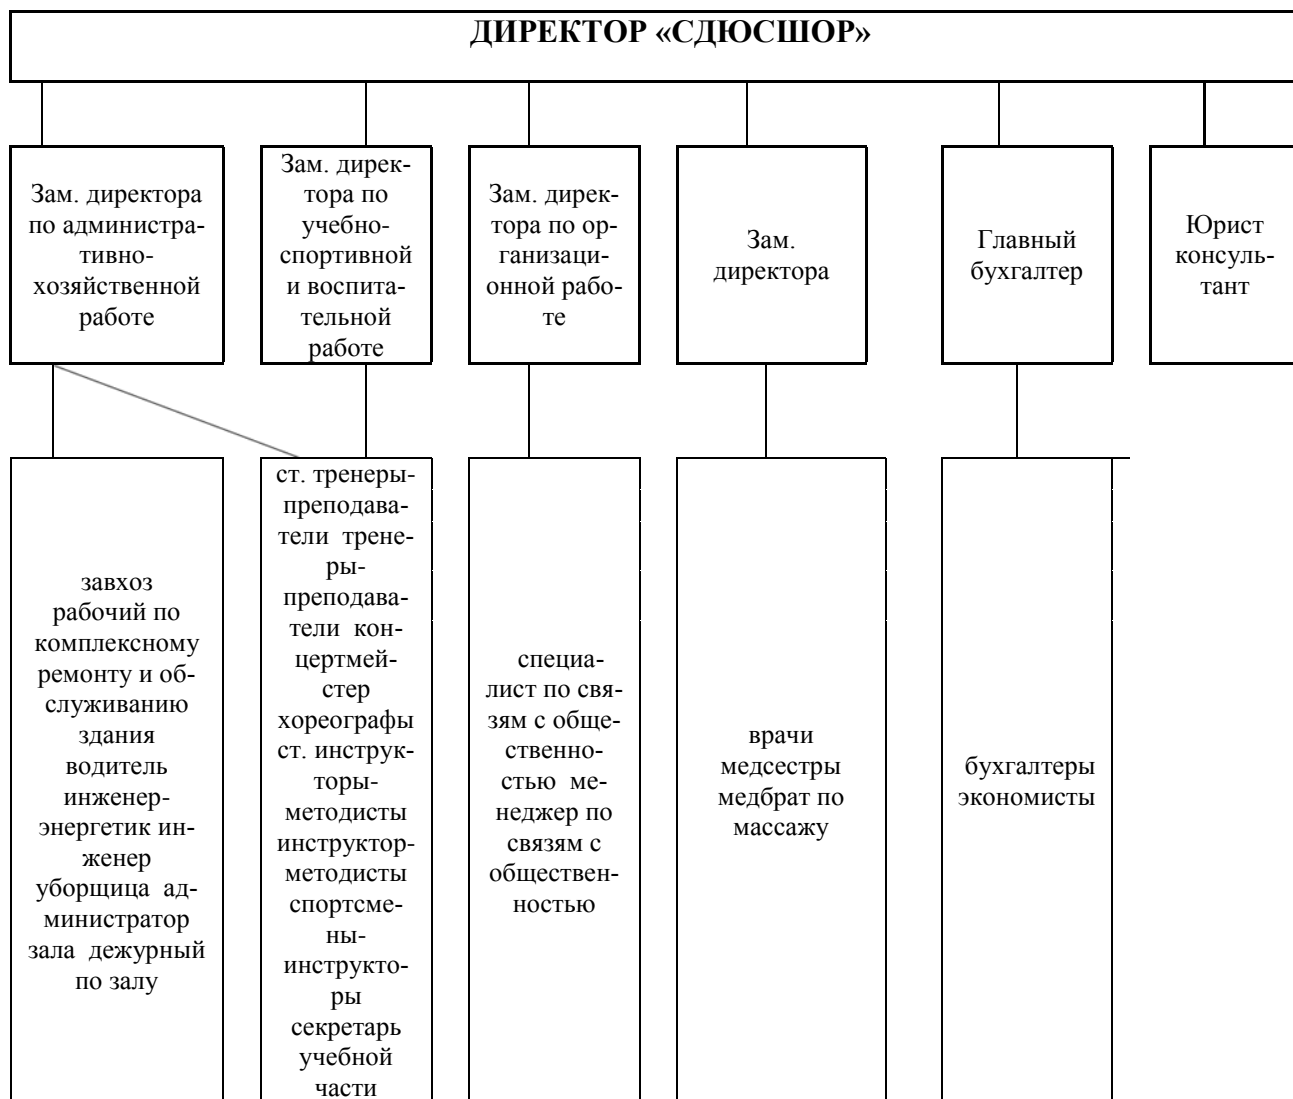 ДИРЕКТОР «СДЮСШОР»
Зам. директора
по администра-
тивно-
хозяйственной
работе
Зам. дирек-
тора по
учебно-
спортивной
и воспита-
тельной
работе
Зам. дирек-
тора по ор-
ганизаци-
онной рабо-
те
Зам.
директора
Главный
бухгалтер
Юрист
консуль-
тант
завхоз
рабочий по
комплексному
ремонту и об-
служиванию
здания
водитель
инженер-
энергетик ин-
женер
уборщица ад-
министратор
зала дежурный
по залу
ст. тренеры-
преподава-
тели трене-
ры-
преподава-
тели кон-
цертмей-
стер
хореографы
ст. инструк-
торы-
методисты
инструктор-
методисты
спортсме-
ны-
инструкто-
ры
секретарь
учебной
части
специа-
лист по свя-
зям с обще-
ственно-
стью ме-
неджер по
связям с
обществен-
ностью
врачи
медсестры
медбрат по
массажу
бухгалтеры
экономисты